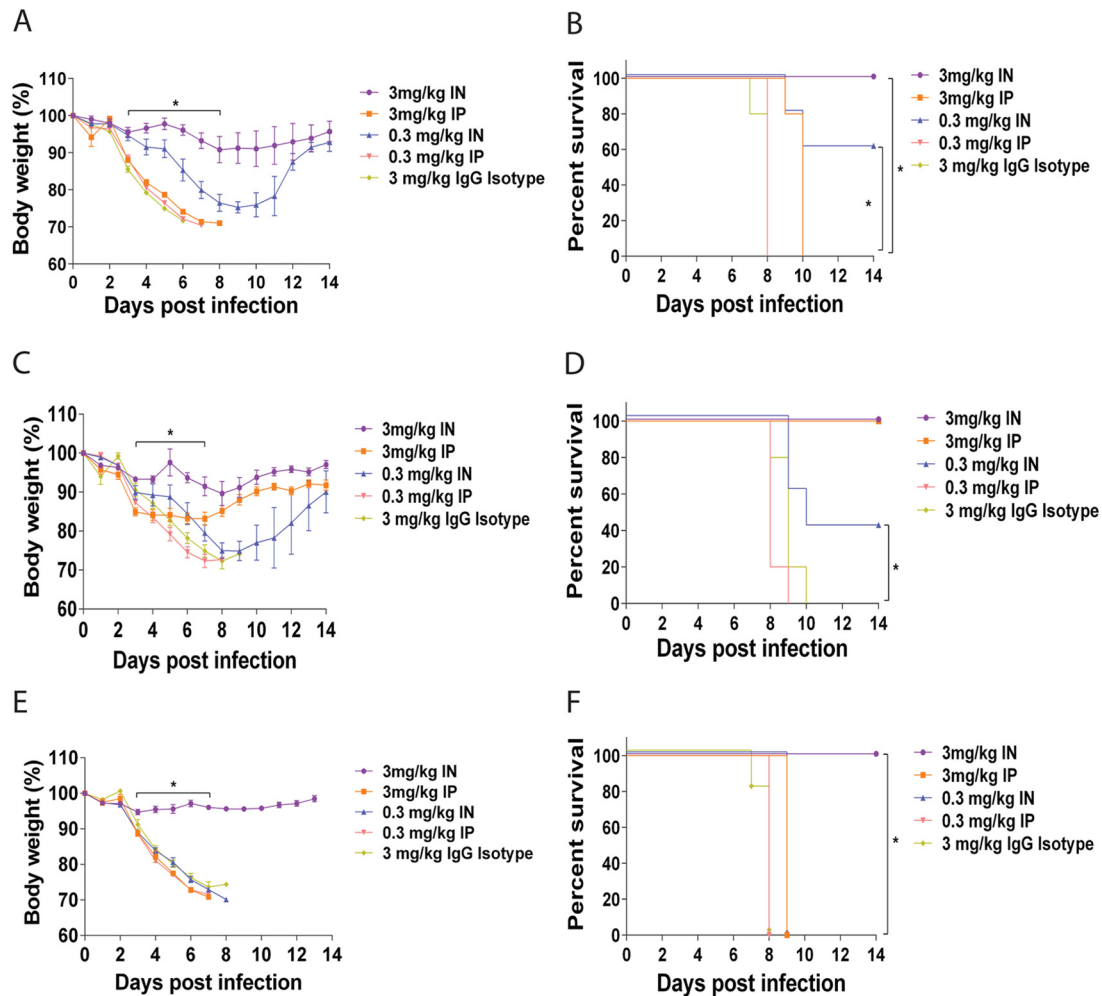 A
B
110
100
90
80
70
60
Body weight (%)
*
0 2 4 6 8 10 12 14
Days post infection
3mg/kg IN
3mg/kg IP
0.3 mg/kg IN
0.3 mg/kg IP
3 mg/kg IgG Isotype
100
80
60
40
20
0
Percent survival
0 2 4 6 8 10 12 14
Days post infection
*
*
3mg/kg IN
3mg/kg IP
0.3 mg/kg IN
0.3 mg/kg IP
3 mg/kg IgG Isotype
C
D
110
100
90
80
70
60
Body weight (%)
*
0 2 4 6 8 10 12 14
Days post infection
3mg/kg IN
3mg/kg IP
0.3 mg/kg IN
0.3 mg/kg IP
3 mg/kg IgG Isotype
100
80
60
40
20
0
Percent survival
0 2 4 6 8 10 12 14
Days post infection
*
3mg/kg IN
3mg/kg IP
0.3 mg/kg IN
0.3 mg/kg IP
3 mg/kg IgG Isotype
E
F
110
100
90
80
70
60
Body weight (%)
*
0 2 4 6 8 10 12 14
Days post infection
3mg/kg IN
3mg/kg IP
0.3 mg/kg IN
0.3 mg/kg IP
3 mg/kg IgG Isotype
100
80
60
40
20
0
Percent survival
0 2 4 6 8 10 12 14
Days post infection
*
3mg/kg IN
3mg/kg IP
0.3 mg/kg IN
0.3 mg/kg IP
3 mg/kg IgG Isotype